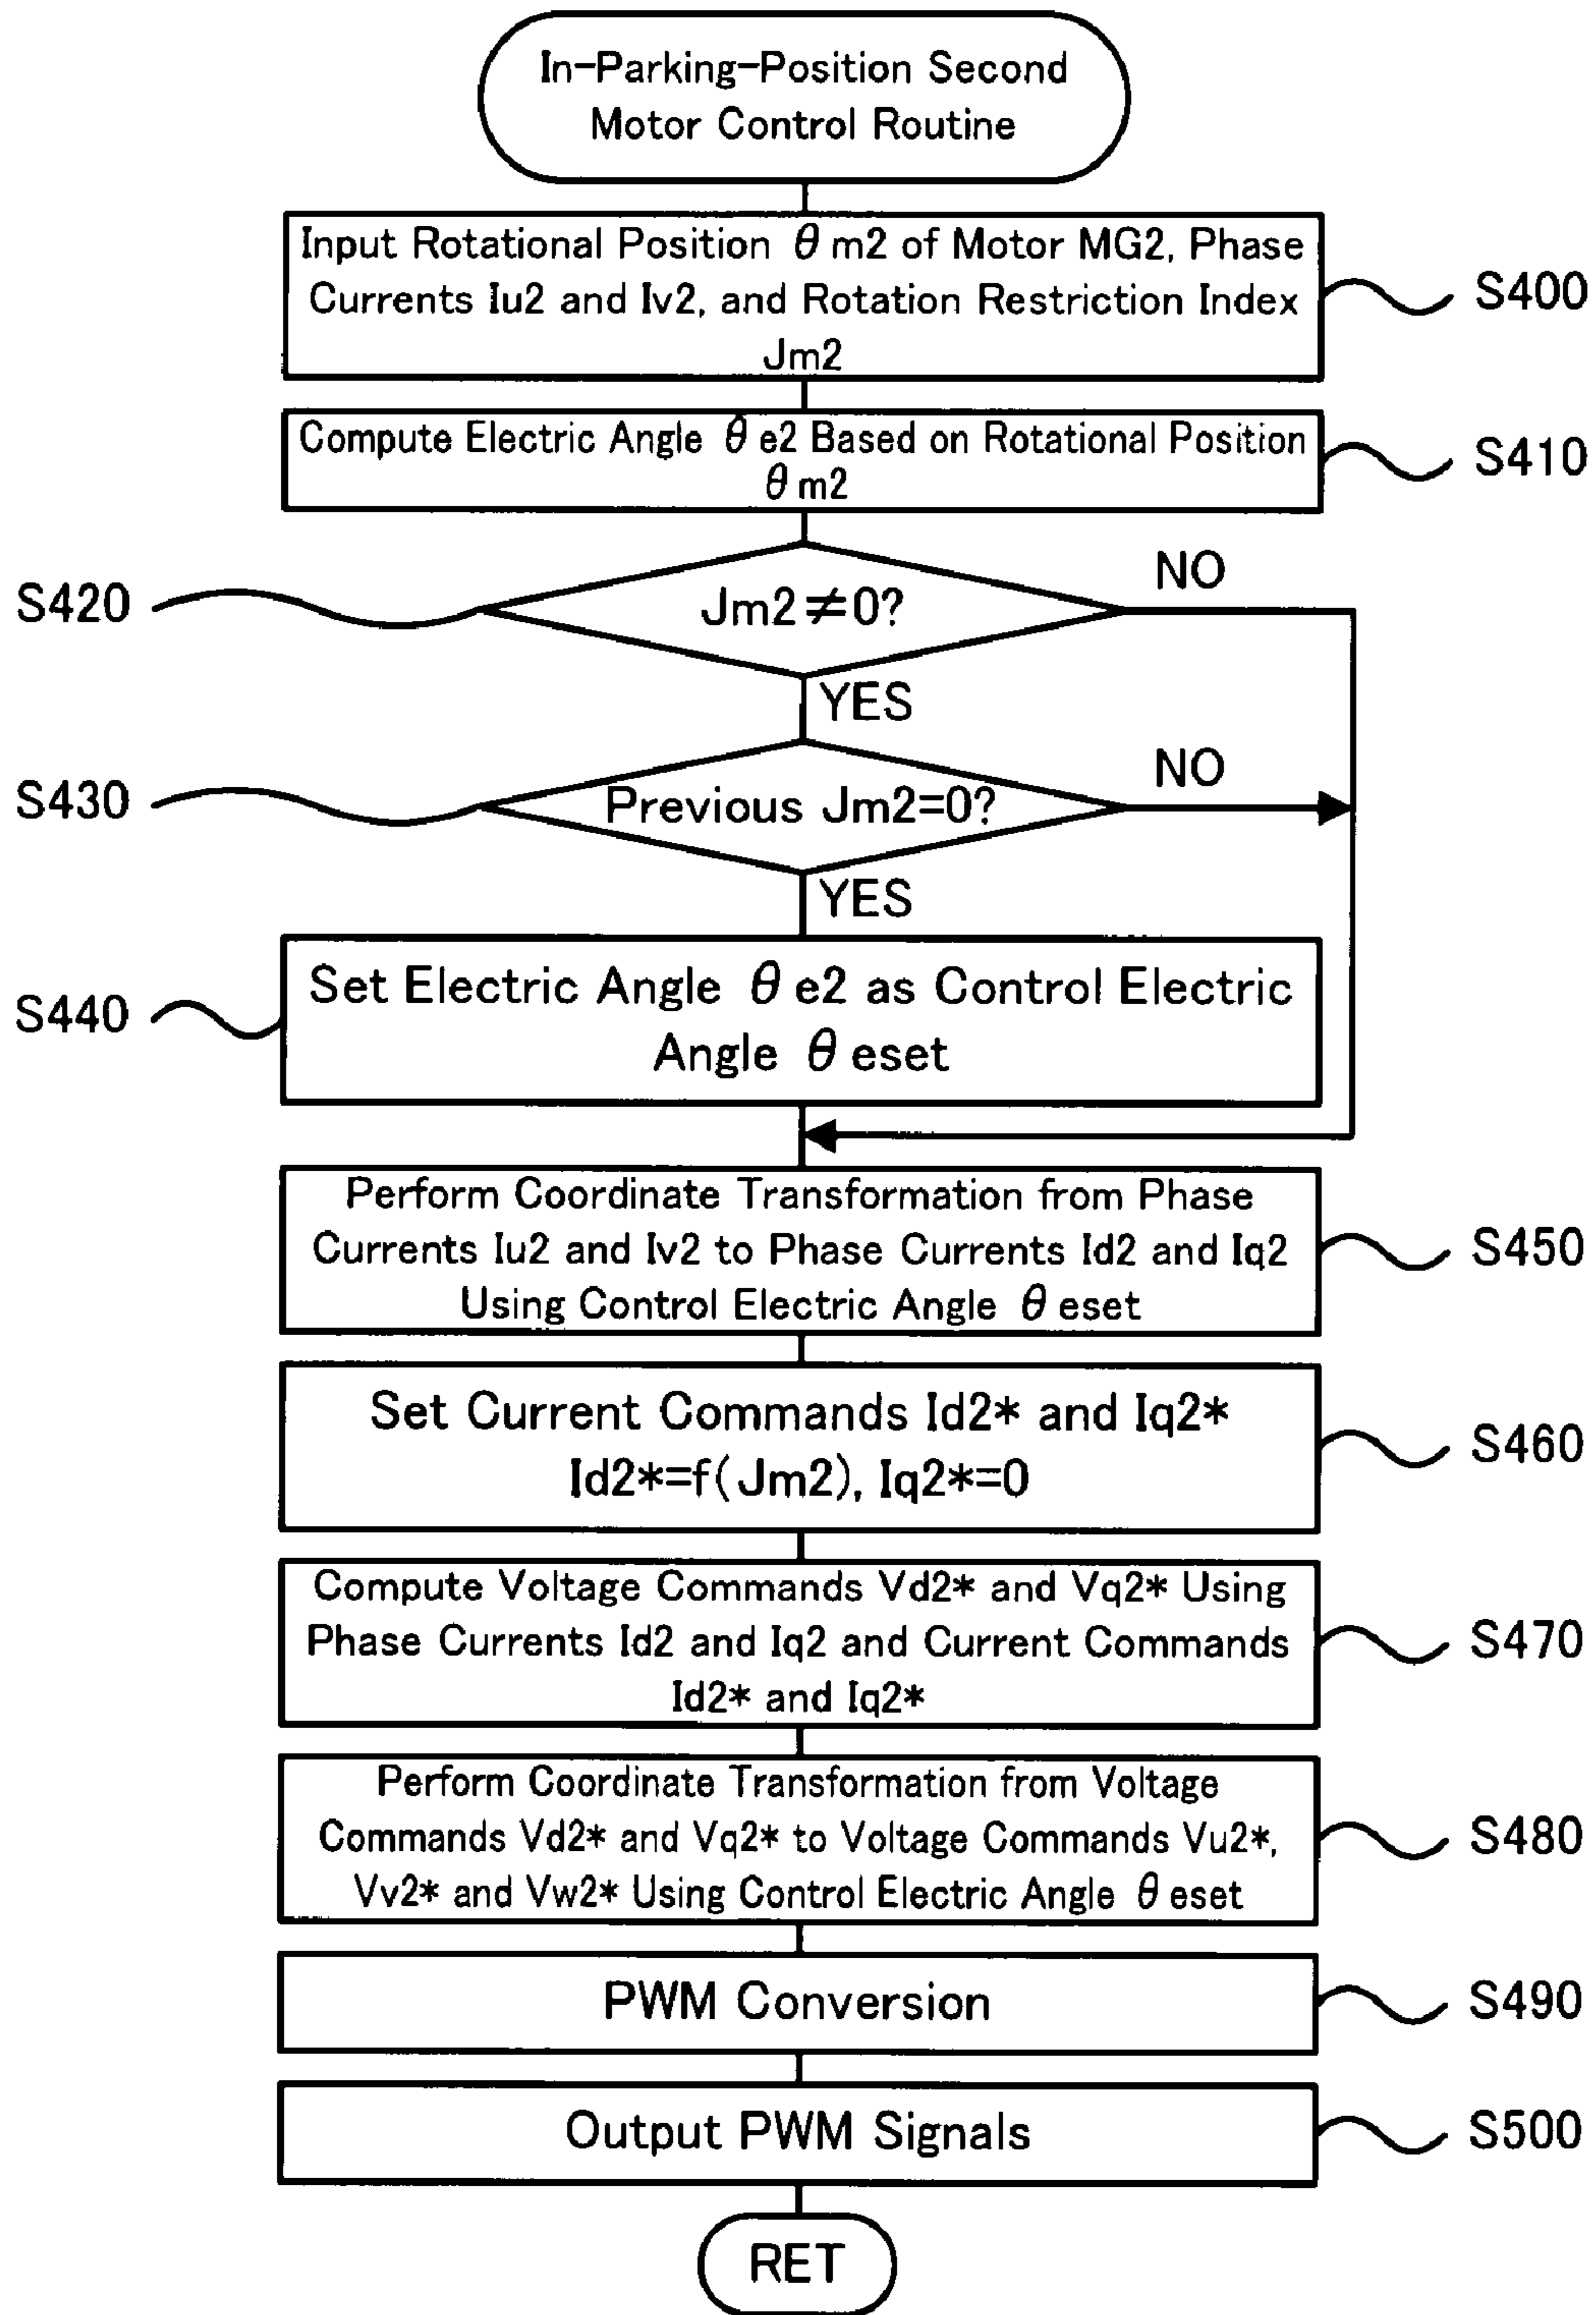 In-Parking-Position Second
Motor Control Routine
Input Rotational Position θm2 of Motor MG2, Phase
Currents Iu2 and Iv2, and Rotation Restriction Index
Jm2
S400
Compute Electric Angle θe2 Based on Rotational Position
θm2
S410
S420
Jm2≠0?
NO
YES
S430
Previous Jm2=0?
NO
YES
S440
Set Electric Angle θe2 as Control Electric
Angle θeset
Perform Coordinate Transformation from Phase
Currents Iu2 and Iv2 to Phase Currents Id2 and Iq2
Using Control Electric Angle θeset
S450
Set Current Commands Id2* and Iq2*
Id2*=f(Jm2), Iq2*=0
S460
Compute Voltage Commands Vd2* and Vq2* Using
Phase Currents Id2 and Iq2 and Current Commands
Id2* and Iq2*
S470
Perform Coordinate Transformation from Voltage
Commands Vd2* and Vq2* to Voltage Commands Vu2*,
Vv2* and Vw2* Using Control Electric Angle θeset
S480
PWM Conversion
S490
Output PWM Signals
S500
RET